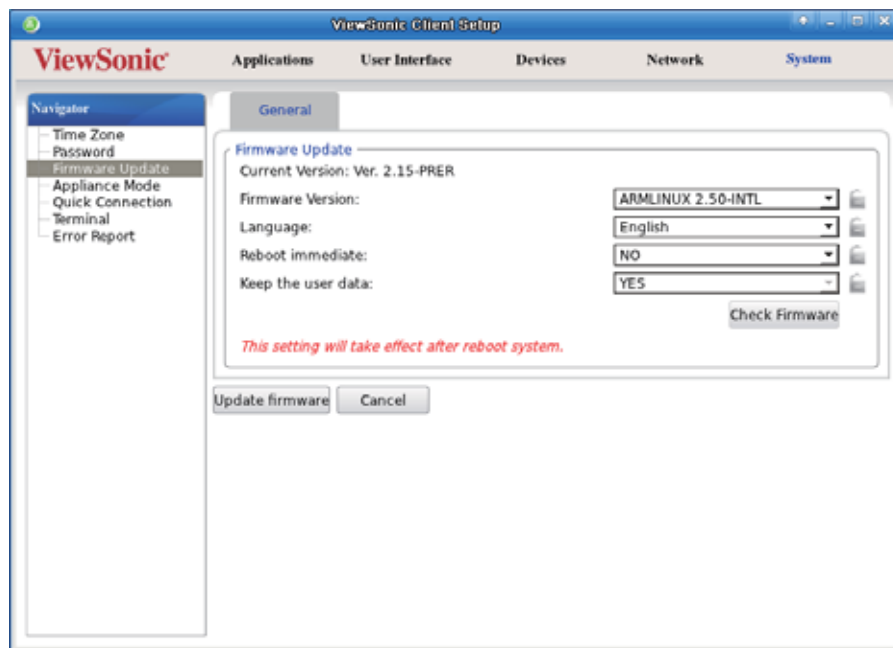 ViewSonic Client Setup
ViewSonic®
Applications User Interface Devices Network System
Navigator
Time Zone
Password
Firmware Update
Appliance Mode
Quick Connection
Terminal
Error Report
General
Firmware Update
Current Version: Ver. 2.15-PRER
Firmware Version: ARMLINUX 2.50-INTL
Language: English
Reboot immediate: NO
Keep the user data: YES
Check Firmware
This setting will take effect after reboot system.
Update firmware Cancel